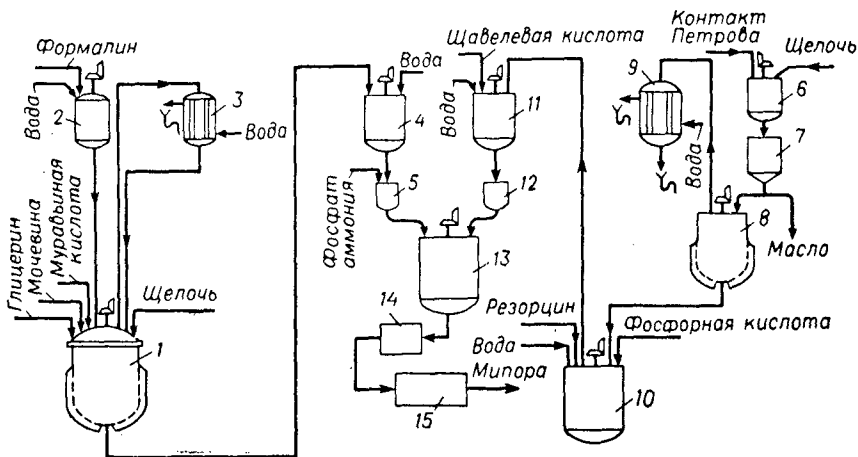 Формалин
Вода
2
3
Вода
Глицерин
Мочевина
Муравьиная
кислота
Щелочь
1
Щавелевая кислота
Вода
4
Вода
11
Фосфат
аммония
5
12
13
14
Мипора
15
Контакт
Петрова
Щелочь
9
6
7
Вода
8
Масло
Резорцин
Вода
Фосфорная кислота
10